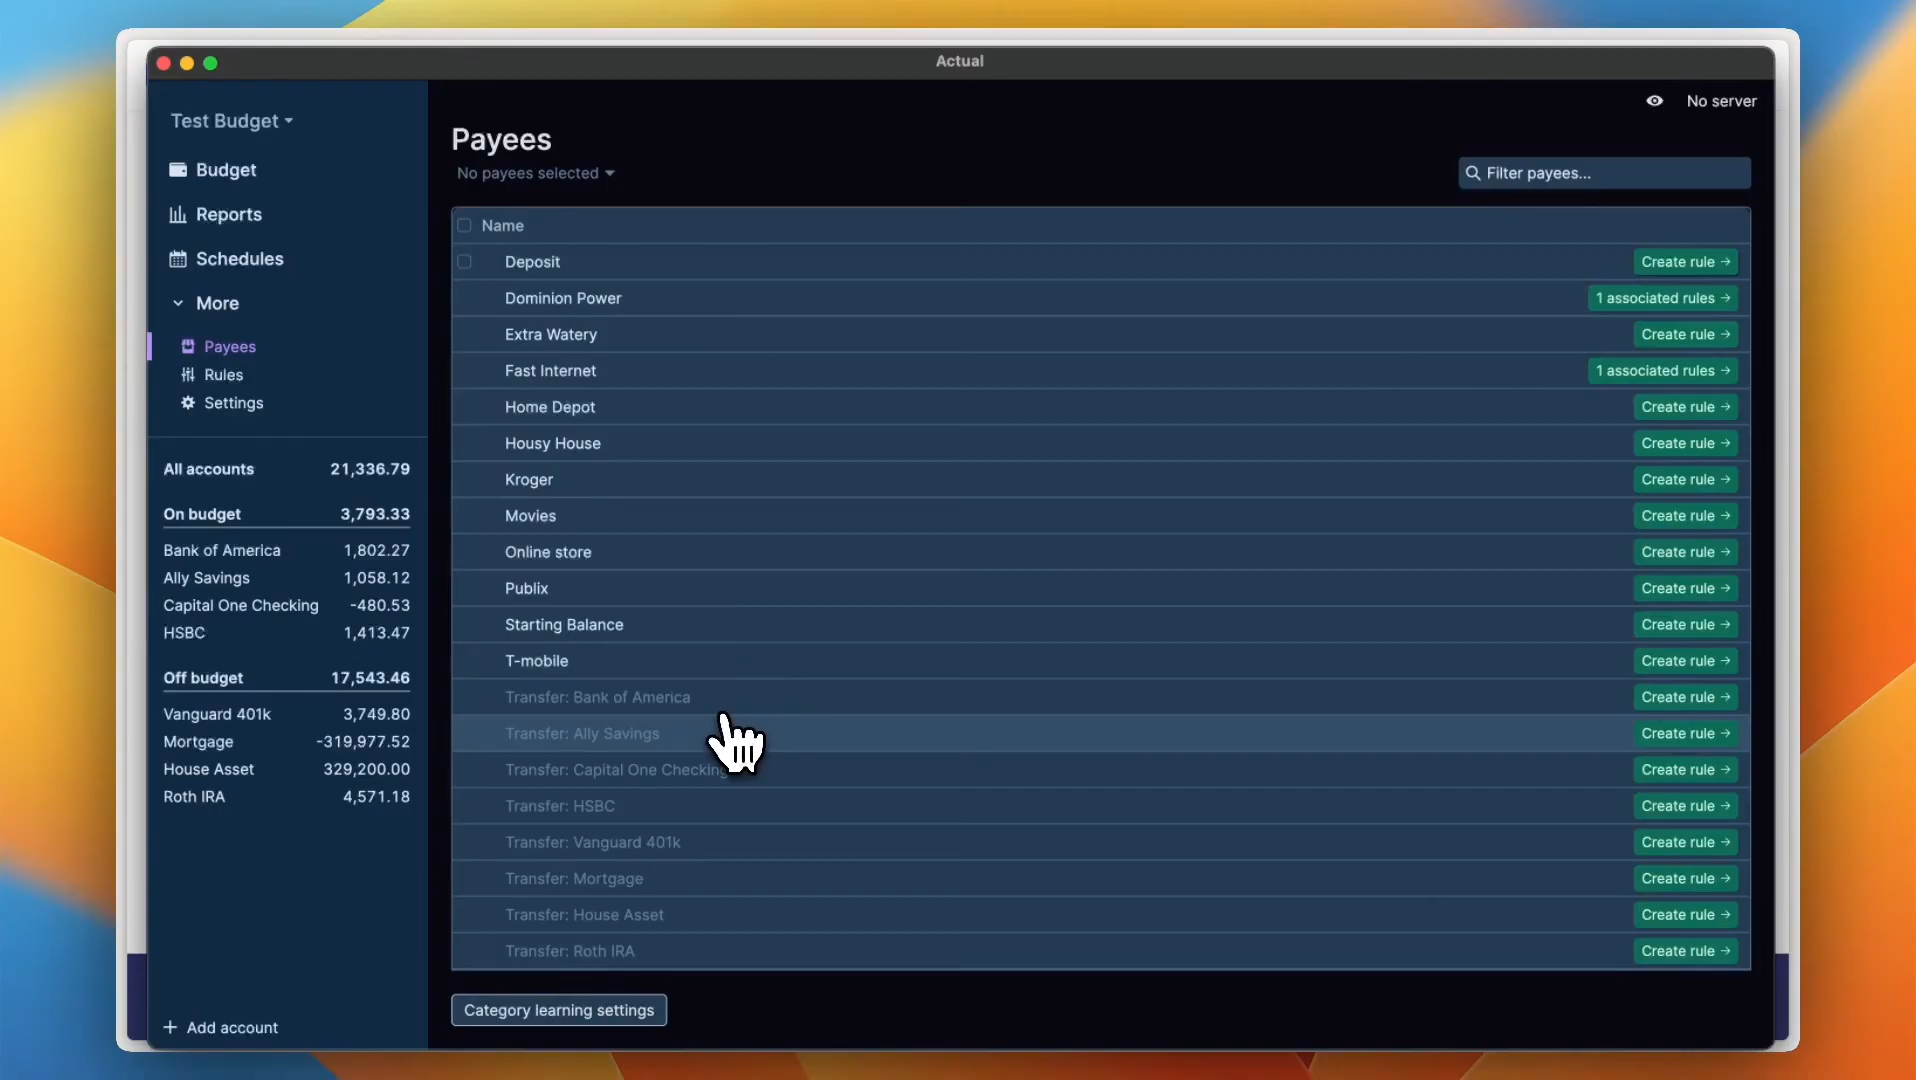 Actual
No server
Test Budget
Budget
Reports
Schedules
More
Payees
Rules
Settings
All accounts 21,336.79
On budget 3,793.33
Bank of America 1,802.27
Ally Savings 1,058.12
Capital One Checking -480.53
HSBC 1,413.47
Off budget 17,543.46
Vanguard 401k 3,749.80
Mortgage -319,977.52
House Asset 329,200.00
Roth IRA 4,571.18
+ Add account
Payees
No payees selected
Filter payees...
Name
Deposit Create rule →
Dominion Power 1 associated rules →
Extra Watery Create rule →
Fast Internet 1 associated rules →
Home Depot Create rule →
Housy House Create rule →
Kroger Create rule →
Movies Create rule →
Online store Create rule →
Publix Create rule →
Starting Balance Create rule →
T-mobile Create rule →
Transfer: Bank of America Create rule →
Transfer: Ally Savings Create rule →
Transfer: Capital One Checking Create rule →
Transfer: HSBC Create rule →
Transfer: Vanguard 401k Create rule →
Transfer: Mortgage Create rule →
Transfer: House Asset Create rule →
Transfer: Roth IRA Create rule →
Category learning settings